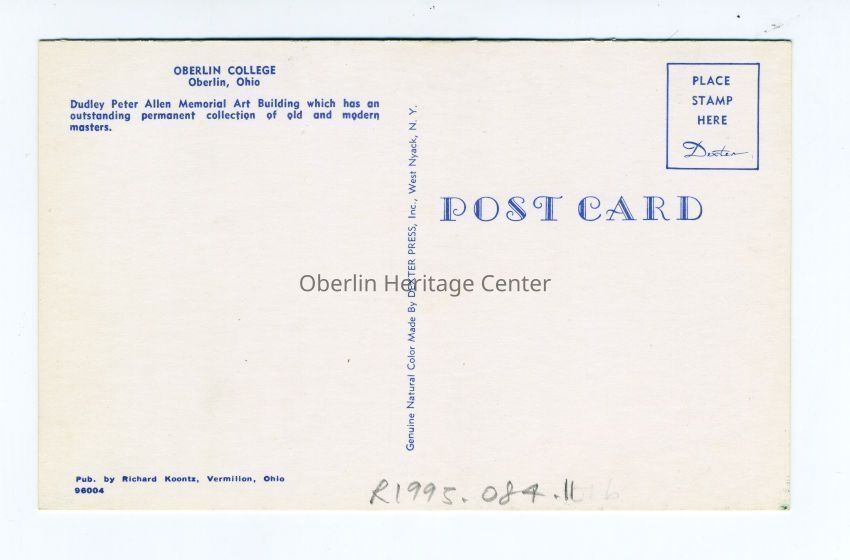 OBERLIN COLLEGE
Oberlin, Ohio
Dudley Peter Allen Memorial Art Building which has an
outstanding permanent collection of old and modern
masters.
Genuine Natural Color Made By DEXTER PRESS, Inc., West Nyack, N. Y.
PLACE
STAMP
HERE
Dexter
POST CARD
Oberlin Heritage Center
Pub. by Richard Koontz, Vermilion, Ohio
96004
R1995.084.11